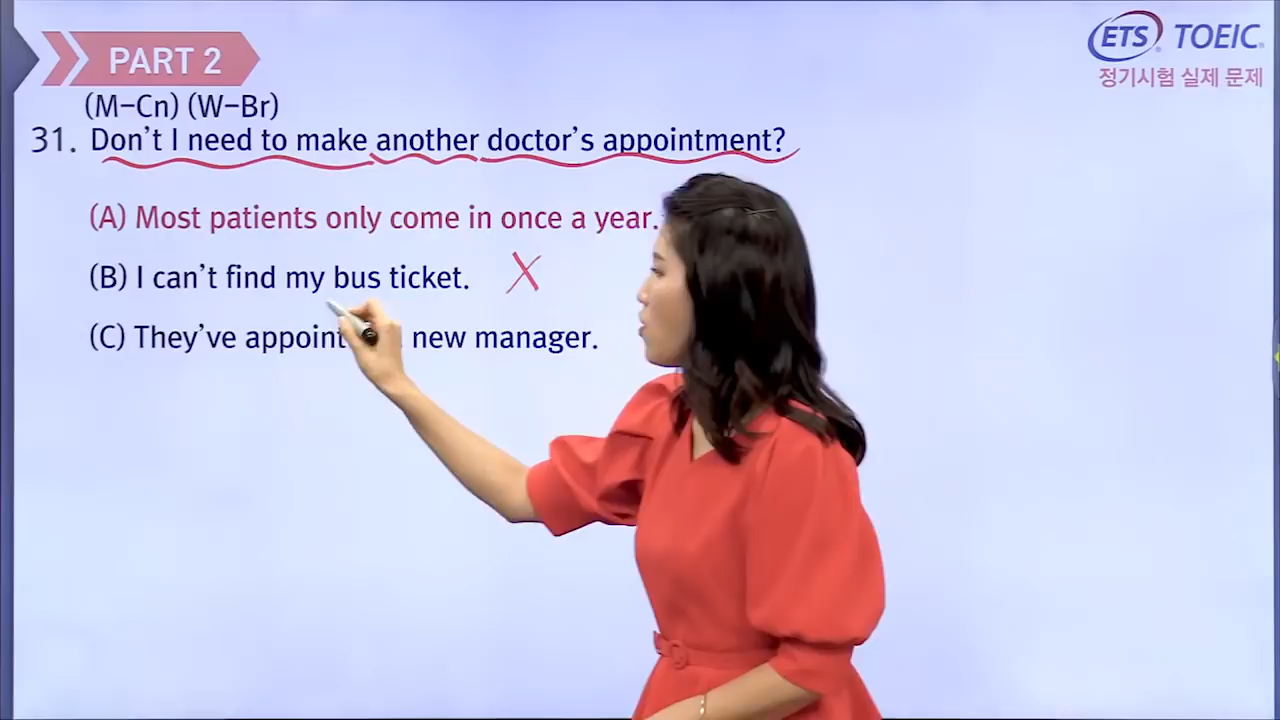 PART 2
ETS TOEIC
정기시험 실제 문제
(M-Cn) (W-Br)
31. Don't I need to make another doctor's appointment?
(A) Most patients only come in once a year.
(B) I can't find my bus ticket. X
(C) They've appoint new manager.